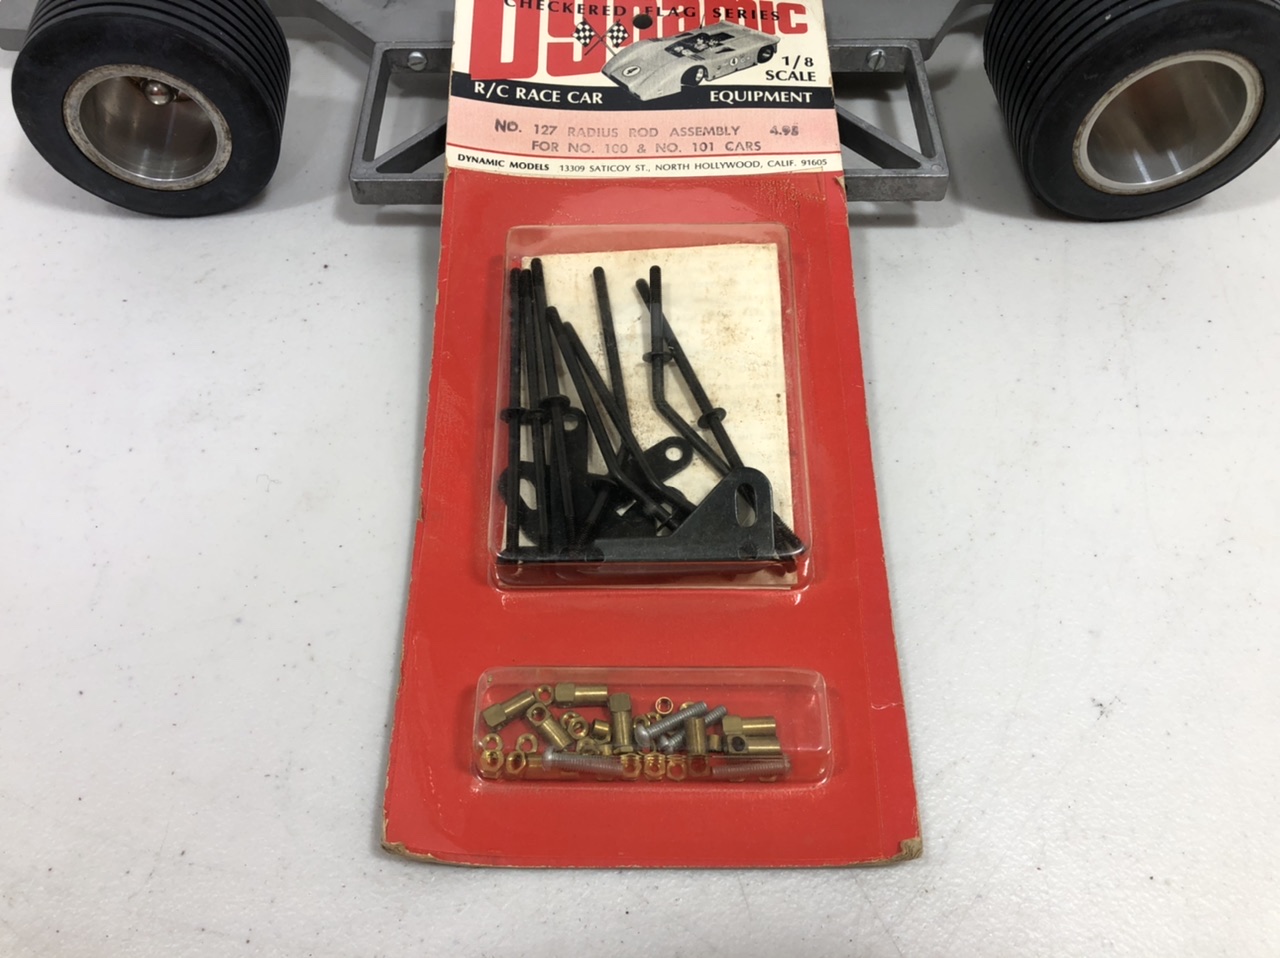 CHECKERED FLAG SERIES
Dynamic
1/8
SCALE
R/C RACE CAR EQUIPMENT
NO. 127 RADIUS ROD ASSEMBLY 4.95
FOR NO. 100 & NO. 101 CARS
DYNAMIC MODELS 13309 SATICOY ST., NORTH HOLLYWOOD, CALIF. 91605